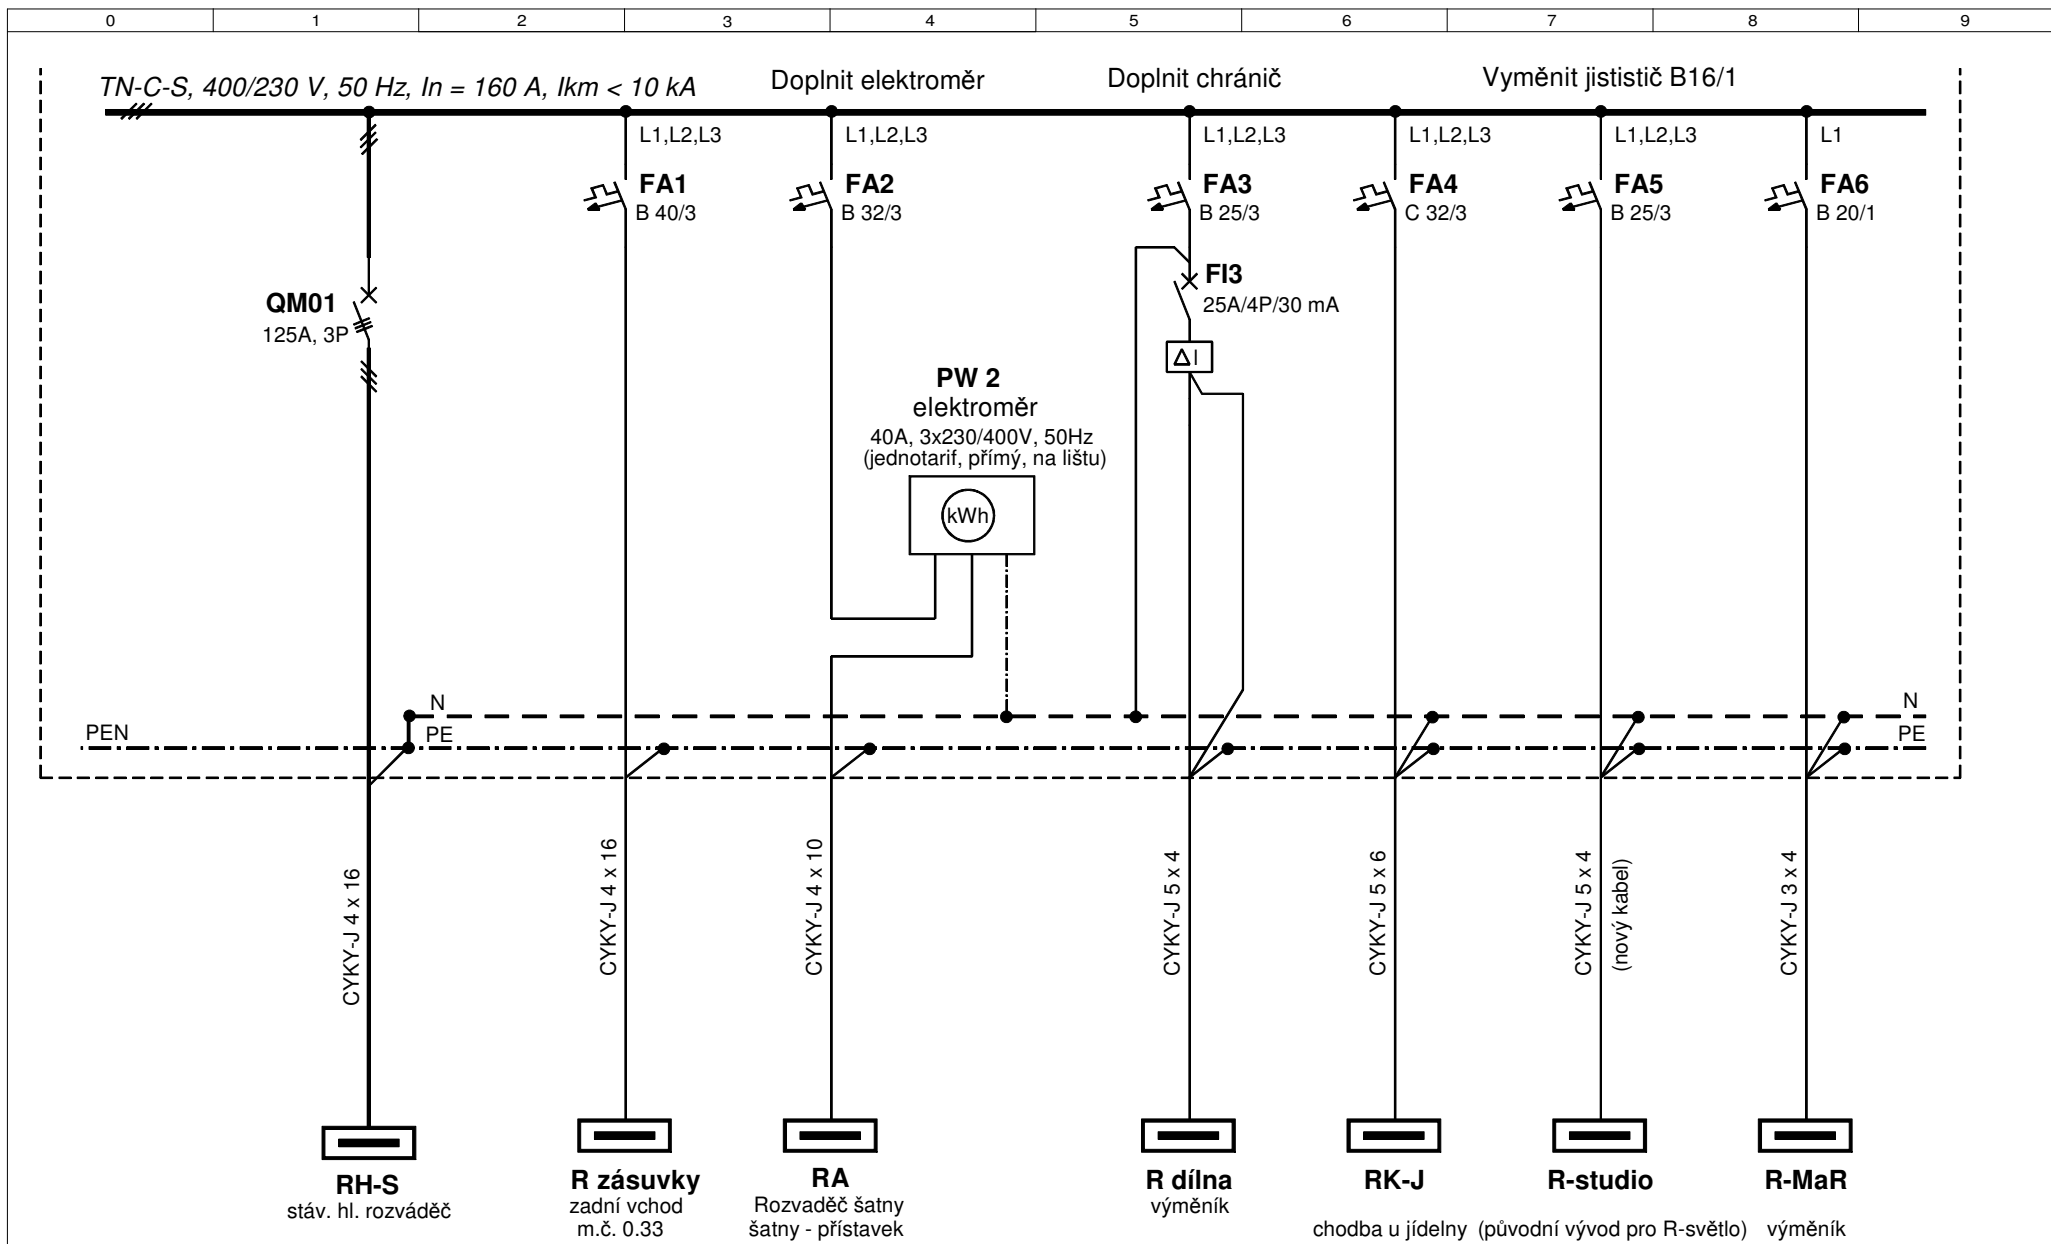 0 1 2 3 4 5 6 7 8 9
TN-C-S, 400/230 V, 50 Hz, In = 160 A, Ikm < 10 kA
Doplnit elektroměr
Doplnit chránič
Vyměnit jististič B16/1
L1,L2,L3
L1,L2,L3
L1,L2,L3
L1,L2,L3
L1,L2,L3
L1
FA1
B 40/3
FA2
B 32/3
FA3
B 25/3
FA4
C 32/3
FA5
B 25/3
FA6
B 20/1
QM01
125A, 3P
FI3
25A/4P/30 mA
ΔI
PW 2
elektroměr
40A, 3x230/400V, 50Hz
(jednotarif, přímý, na lištu)
kWh
N
N
PEN
PE
PE
CYKY-J 4 x 16
CYKY-J 4 x 16
CYKY-J 4 x 10
CYKY-J 5 x 4
CYKY-J 5 x 6
CYKY-J 5 x 4
(nový kabel)
CYKY-J 3 x 4
RH-S
stáv. hl. rozváděč
R zásuvky
zadní vchod
m.č. 0.33
RA
Rozvaděč šatny
šatny - přístavek
R dílna
výměník
RK-J
chodba u jídelny
R-studio
(původní vývod pro R-světlo)
R-MaR
výměník